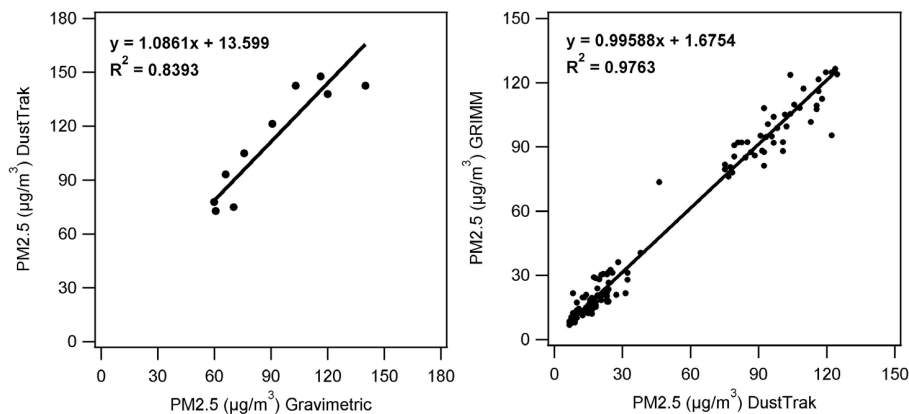 180
150
120
90
60
30
0
PM2.5 (µg/m³) DustTrak
y = 1.0861x + 13.599
R² = 0.8393
0 30 60 90 120 140 180
PM2.5 (µg/m³) Gravimetric
150
120
90
60
30
0
PM2.5 (µg/m³) GRIMM
y = 0.99588x + 1.6754
R² = 0.9763
0 30 60 90 120 150
PM2.5 (µg/m³) DustTrak